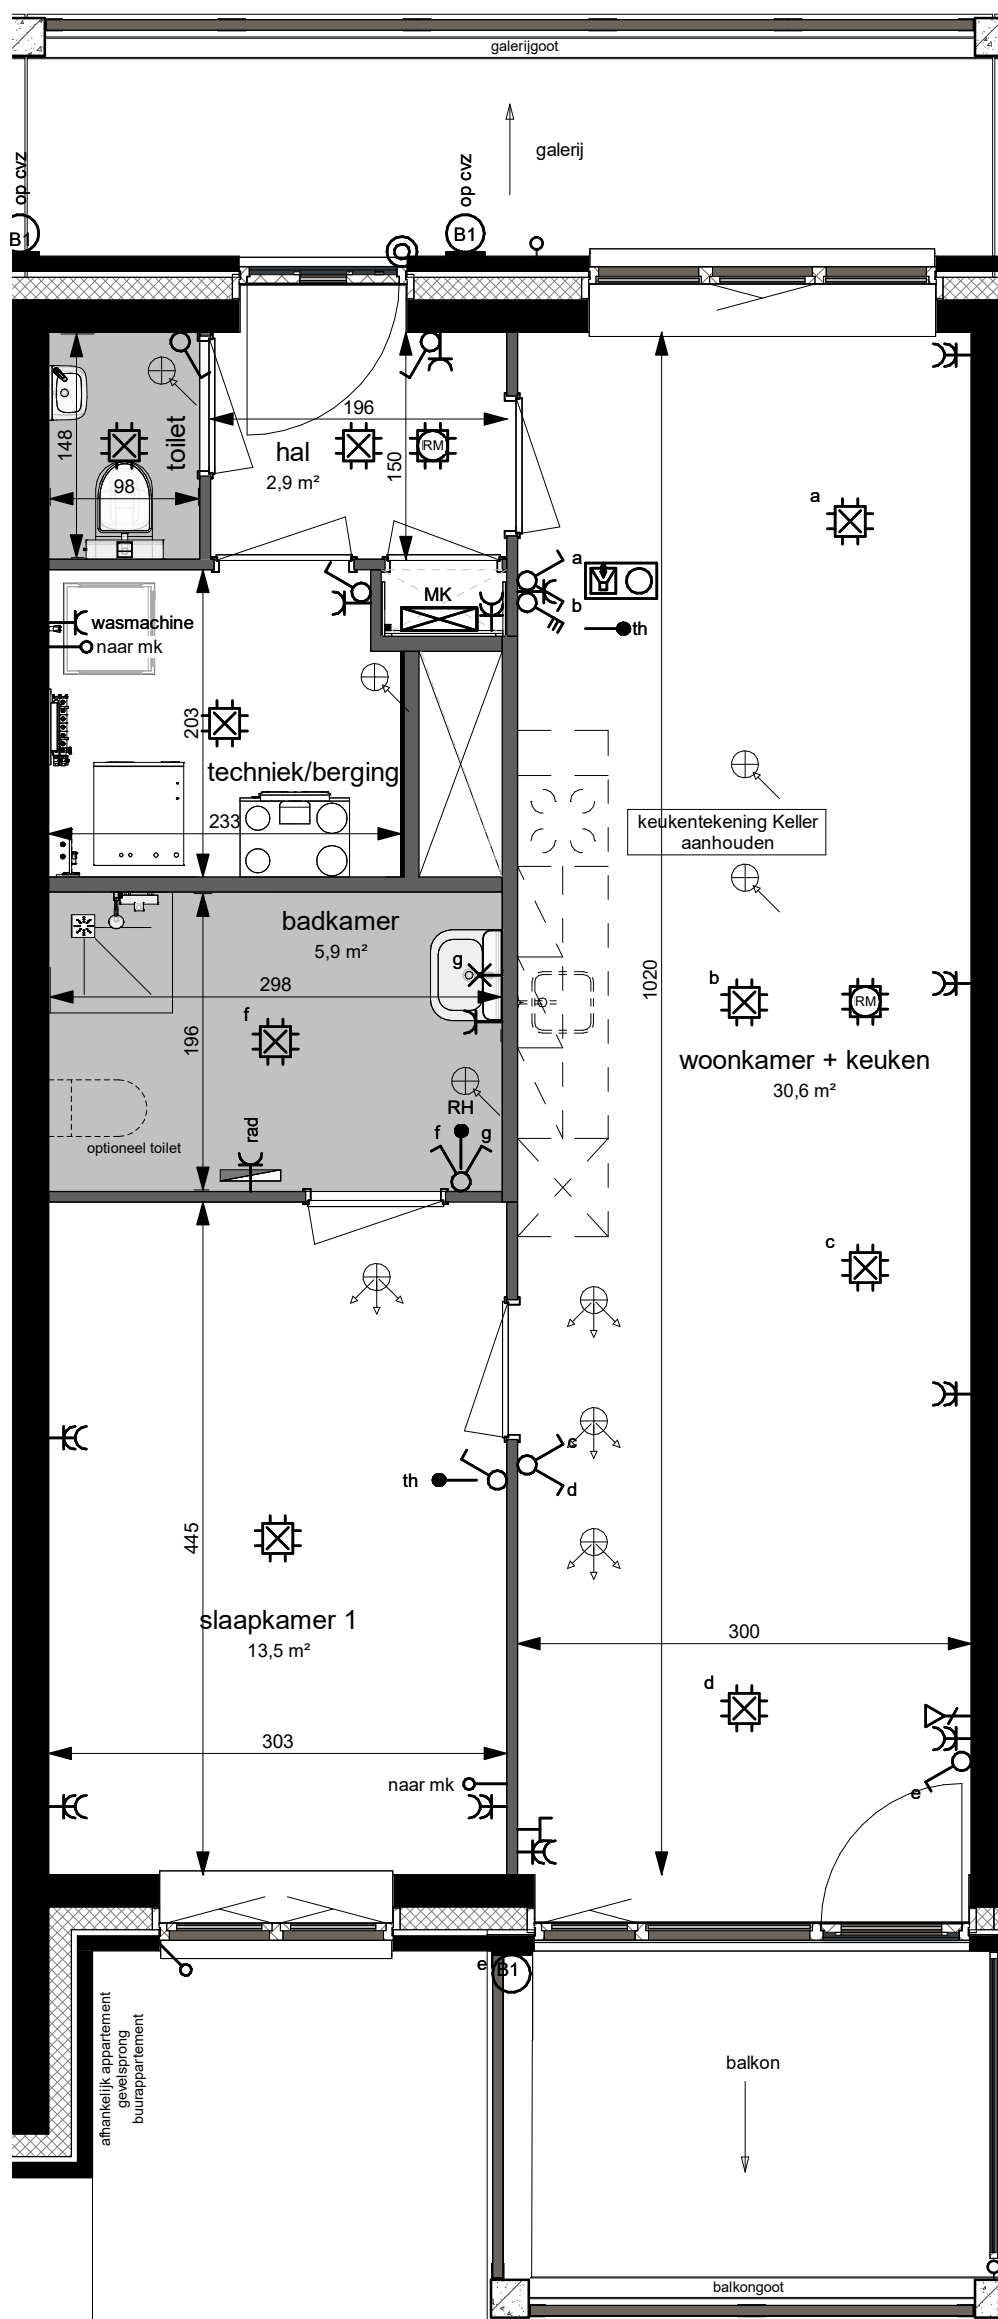 galerijgoot
galerij
op cvz
op cvz
B1
B1
toilet
148
98
196
hal
2,9 m²
150
RM
a
MK
a
b
th
wasmachine
naar mk
203
techniek/berging
233
keukentekening Keller
aanhouden
badkamer
5,9 m²
g
298
f
196
1020
b
RM
woonkamer + keuken
30,6 m²
optioneel toilet
rad
RH
f
g
c
c
d
th
445
slaapkamer 1
13,5 m²
300
d
303
naar mk
e
e
B1
afhankelijk appartement
gevelsprong
buurappartement
balkon
balkongoot